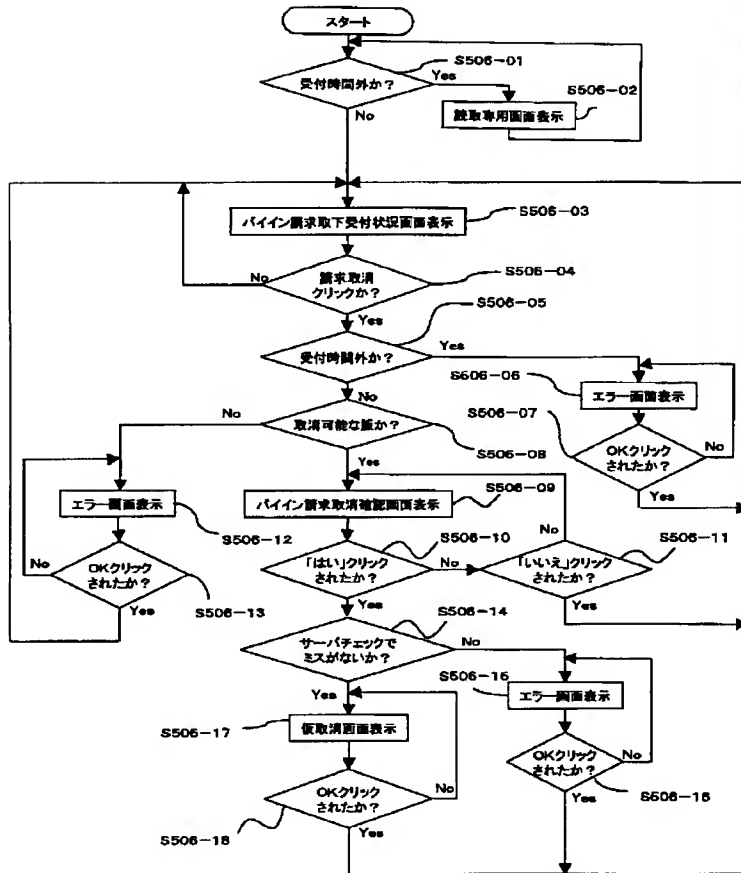 スタート
S506-01
受付時間外か?
Yes
S506-02
No
読取専用画面表示
バイイン請求取下受付状況画面表示
S506-03
No
請求取消
クリックか?
S506-04
S506-05
Yes
受付時間外か?
Yes
S506-06
エラー画面表示
No
No
取消可能な脈か?
S506-07
OKクリック
されたか?
No
S506-08
Yes
Yes
エラー画面表示
バイイン請求取消確認画面表示
S506-09
No
S506-12
S506-10
S506-11
No
OKクリック
されたか?
「はい」クリック
されたか?
No
「いいえ」クリック
されたか?
S506-13
Yes
Yes
Yes
S506-14
サーバチェックで
ミスがないか?
No
S506-15
エラー画面表示
Yes
仮取消画面表示
S506-17
OKクリック
されたか?
No
OKクリック
されたか?
No
S506-16
Yes
S506-18
Yes